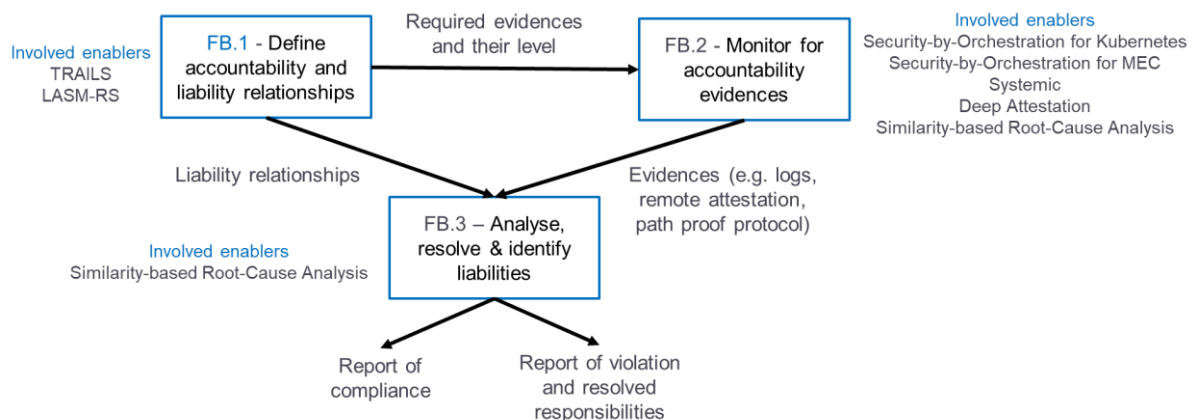 Involved enablers
TRAILS
LASM-RS
FB.1 - Define
accountability and
liability relationships
Required evidences
and their level
FB.2 - Monitor for
accountability
evidences
Involved enablers
Security-by-Orchestration for Kubernetes
Security-by-Orchestration for MEC
Systemic
Deep Attestation
Similarity-based Root-Cause Analysis
Liability relationships
Evidences (e.g. logs,
remote attestation,
path proof protocol)
Involved enablers
Similarity-based Root-Cause Analysis
FB.3 – Analyse,
resolve & identify
liabilities
Report of
compliance
Report of violation
and resolved
responsibilities